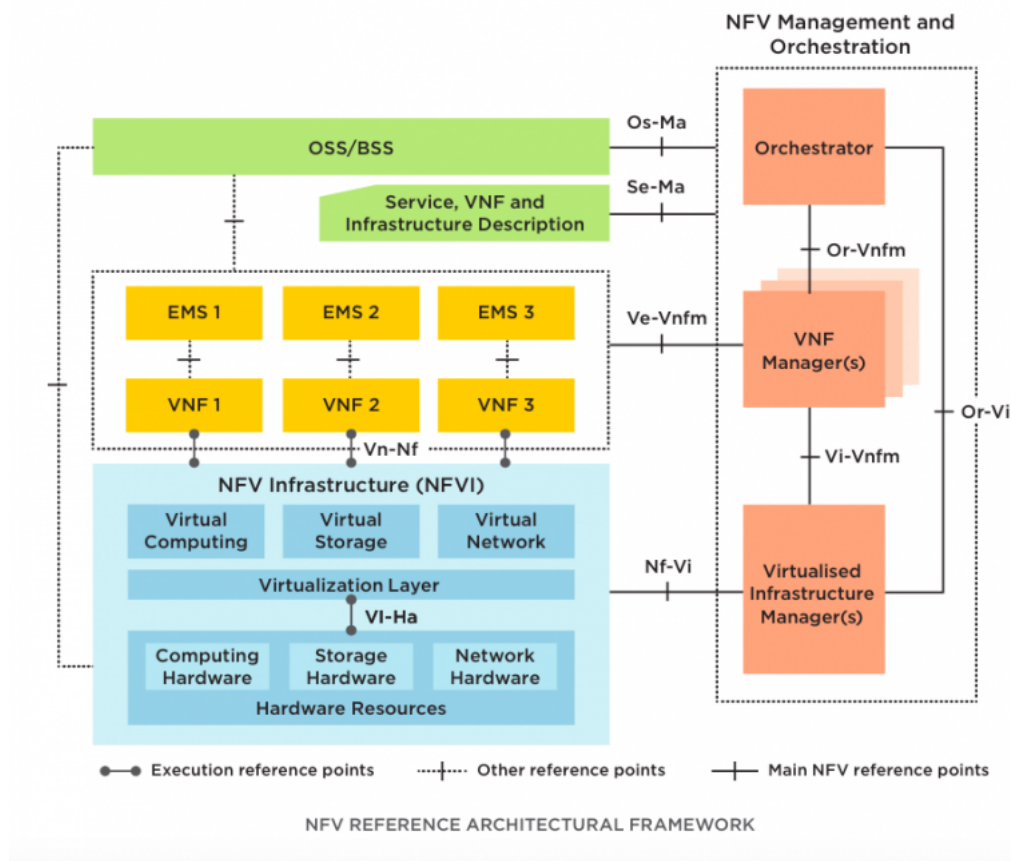 NFV Management and
Orchestration
OSS/BSS
Os-Ma
Orchestrator
Service, VNF and
Infrastructure Description
Se-Ma
Or-Vnfm
EMS 1
EMS 2
EMS 3
Ve-Vnfm
VNF
Manager(s)
VNF 1
VNF 2
VNF 3
Or-Vi
Vn-Nf
Vi-Vnfm
NFV Infrastructure (NFVI)
Virtual
Computing
Virtual
Storage
Virtual
Network
Nf-Vi
Virtualised
Infrastructure
Manager(s)
Virtualization Layer
VI-Ha
Computing
Hardware
Storage
Hardware
Network
Hardware
Hardware Resources
Execution reference points
Other reference points
Main NFV reference points
NFV REFERENCE ARCHITECTURAL FRAMEWORK